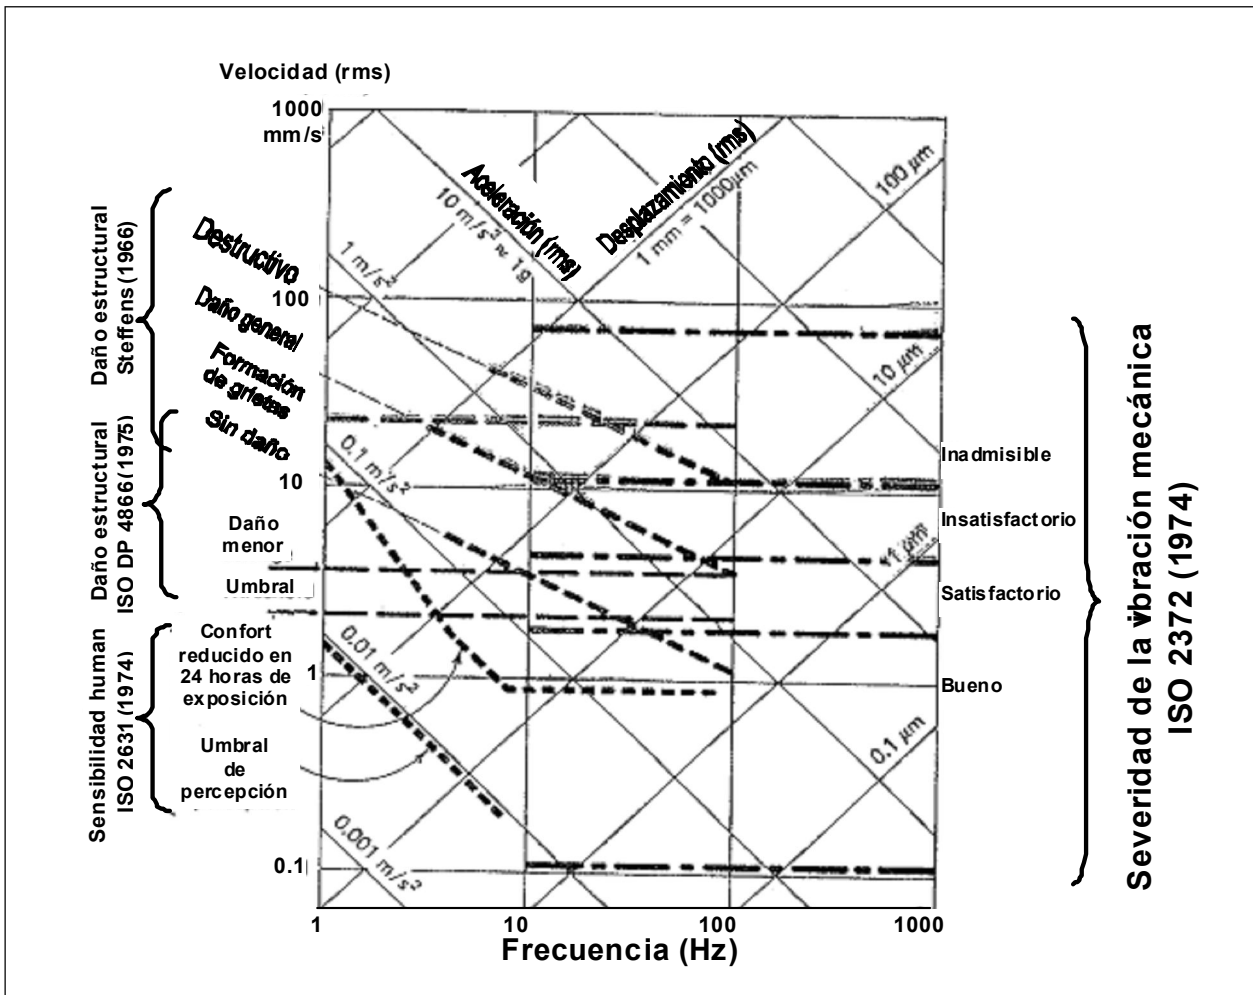 Velocidad (rms)
1000
mm/s
100
10
1
0.1
1
10
100
1000
Frecuencia (Hz)
Aceleración (rms)
10 m/s² ≈ 1g
Desplazamiento (rms)
1 mm = 1000μm
100 μm
10 μm
1 μm
0.1 μm
1 m/s²
0,1 m/s²
0,01 m/s²
0,001 m/s²
Daño estructural
Steffens (1966)
Destructivo
Daño general
Formación
de grietas
Sin daño
Daño estructural
ISO DP 4866 (1975)
Daño
menor
Umbral
Sensibilidad human
ISO 2631 (1974)
Confort
reducido en
24 horas de
exposición
Umbral
de
percepción
Inadmisible
Insatisfactorio
Satisfactorio
Bueno
Severidad de la vibración mecánica
ISO 2372 (1974)